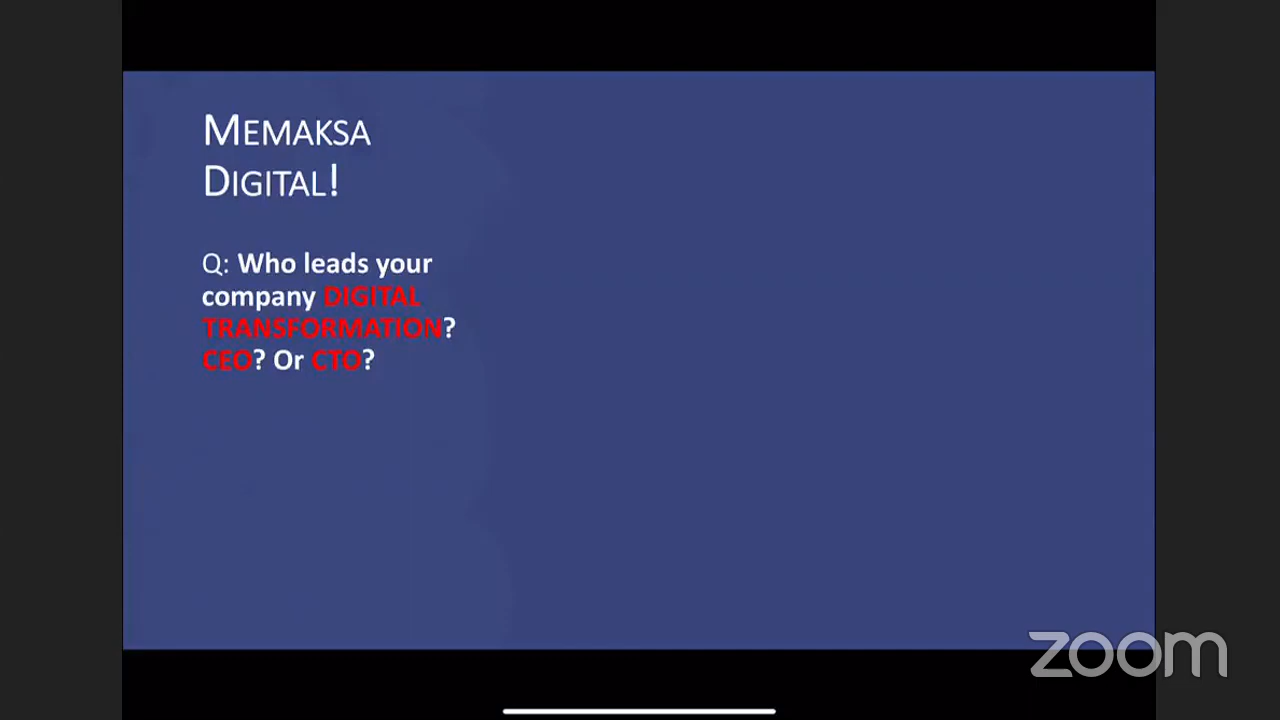 MEMAKSA
DIGITAL!
Q: Who leads your
company DIGITAL
TRANSFORMATION?
CEO? Or CTO?
zoom